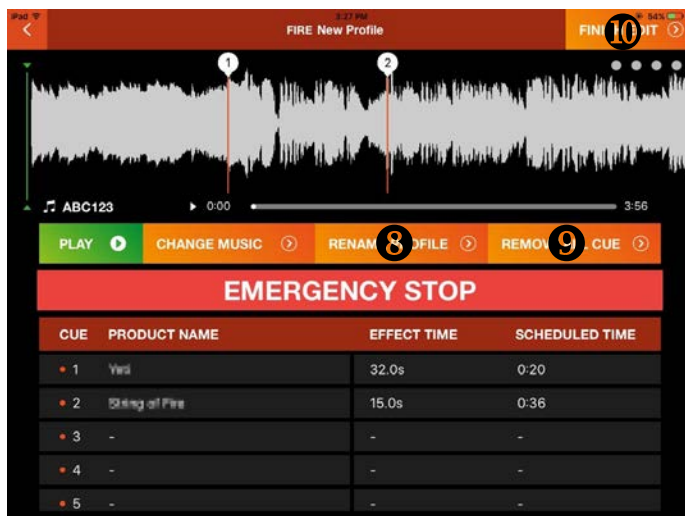 iPad 3:27 PM 54%
FIRE New Profile
FINI EDIT
10
1 2
ABC123 0:00 3:56
PLAY CHANGE MUSIC RENAM OFILE REMOV CUE
8 9
EMERGENCY STOP
CUE PRODUCT NAME EFFECT TIME SCHEDULED TIME
1 32.0s 0:20
2 String of Fire 15.0s 0:36
3 - - -
4 - - -
5 - - -